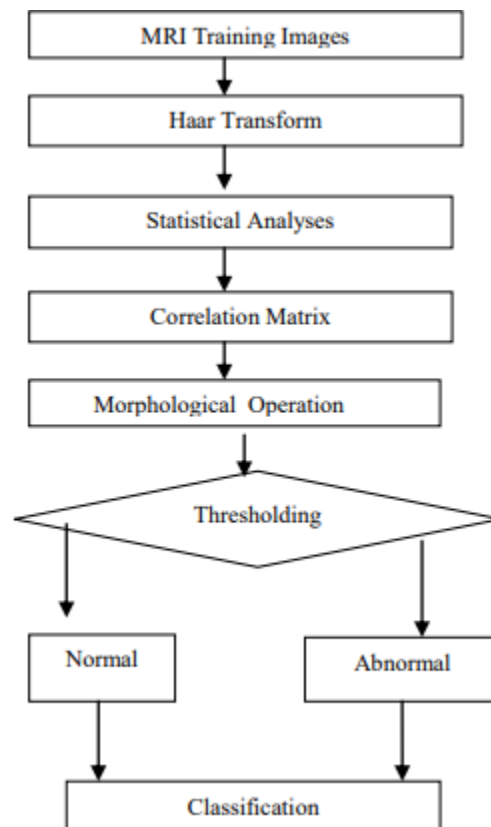 MRI Training Images
Haar Transform
Statistical Analyses
Correlation Matrix
Morphological Operation
Thresholding
Normal
Abnormal
Classification